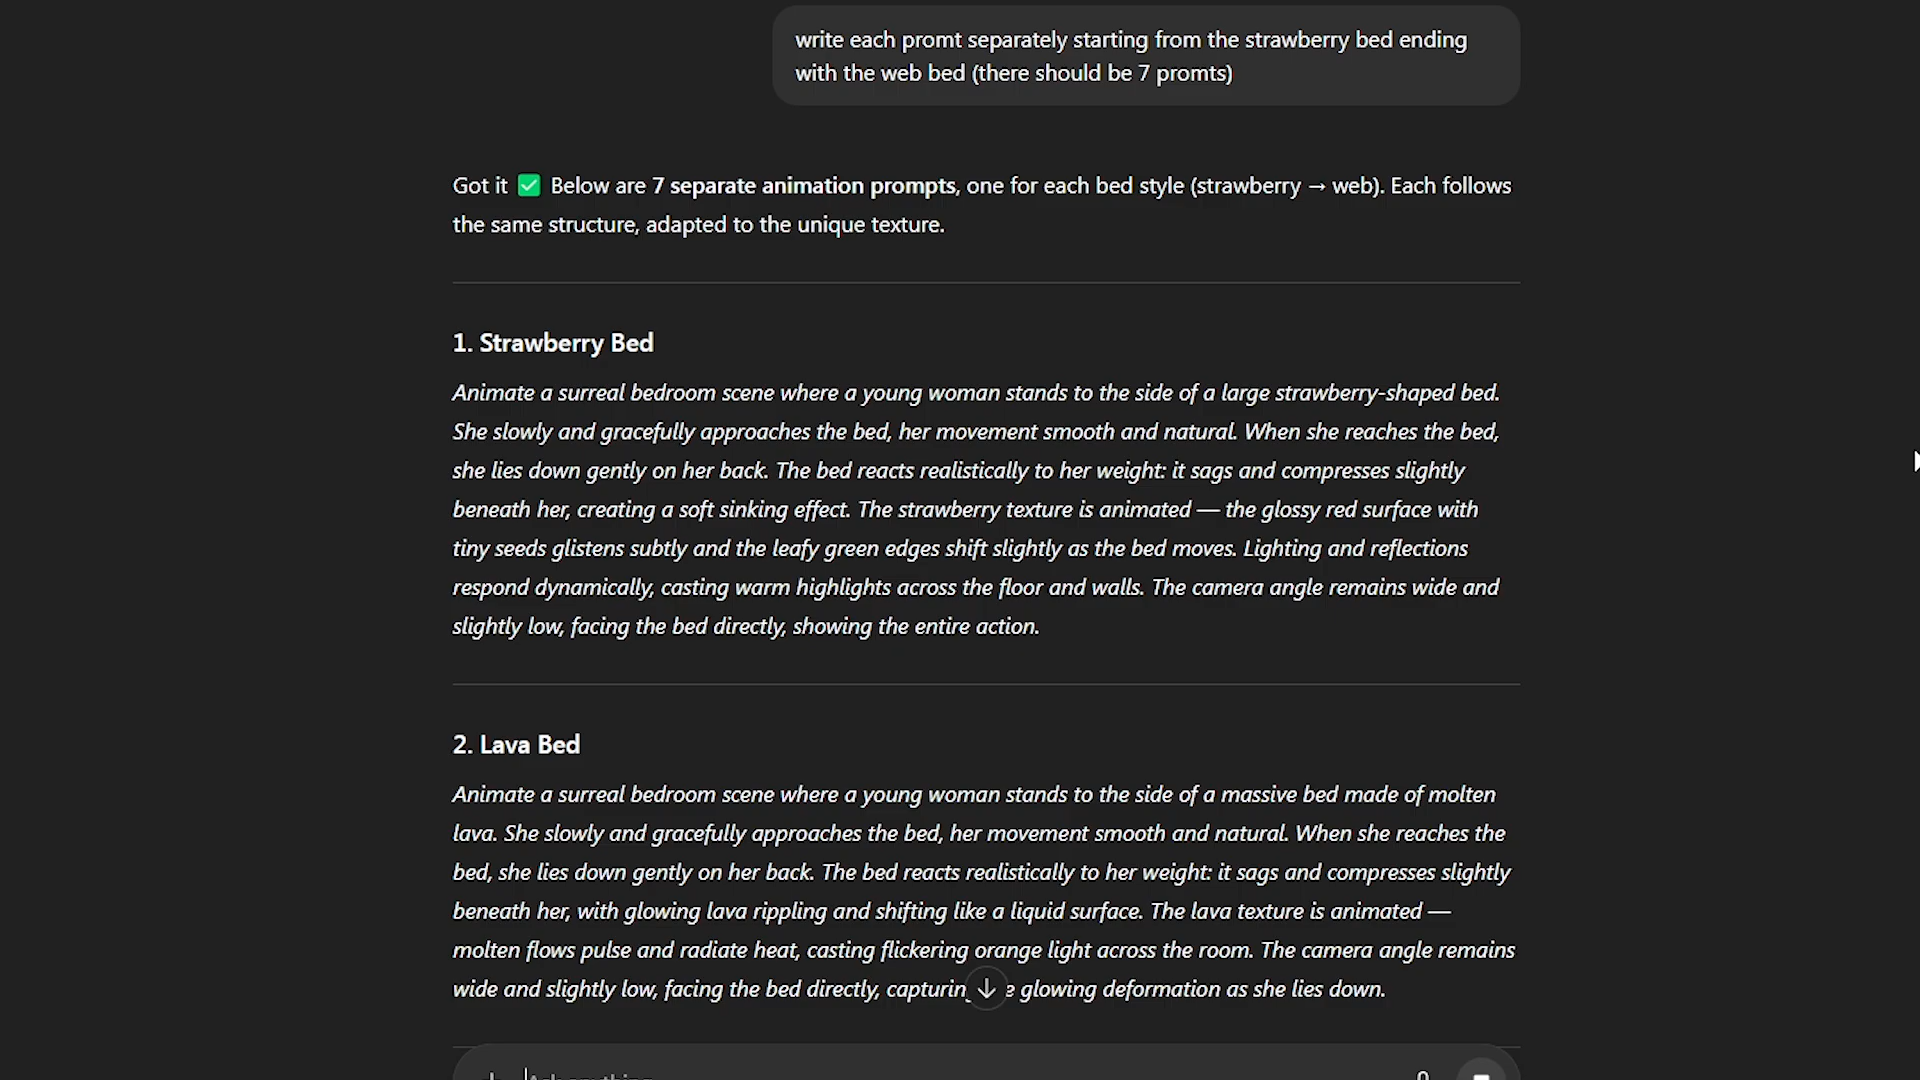 write each promt separately starting from the strawberry bed ending
with the web bed (there should be 7 promts)
Got it ✅ Below are 7 separate animation prompts, one for each bed style (strawberry → web). Each follows
the same structure, adapted to the unique texture.
1. Strawberry Bed
Animate a surreal bedroom scene where a young woman stands to the side of a large strawberry-shaped bed.
She slowly and gracefully approaches the bed, her movement smooth and natural. When she reaches the bed,
she lies down gently on her back. The bed reacts realistically to her weight: it sags and compresses slightly
beneath her, creating a soft sinking effect. The strawberry texture is animated — the glossy red surface with
tiny seeds glistens subtly and the leafy green edges shift slightly as the bed moves. Lighting and reflections
respond dynamically, casting warm highlights across the floor and walls. The camera angle remains wide and
slightly low, facing the bed directly, showing the entire action.
2. Lava Bed
Animate a surreal bedroom scene where a young woman stands to the side of a massive bed made of molten
lava. She slowly and gracefully approaches the bed, her movement smooth and natural. When she reaches the
bed, she lies down gently on her back. The bed reacts realistically to her weight: it sags and compresses slightly
beneath her, with glowing lava rippling and shifting like a liquid surface. The lava texture is animated —
molten flows pulse and radiate heat, casting flickering orange light across the room. The camera angle remains
wide and slightly low, facing the bed directly, glowing deformation as she lies down.